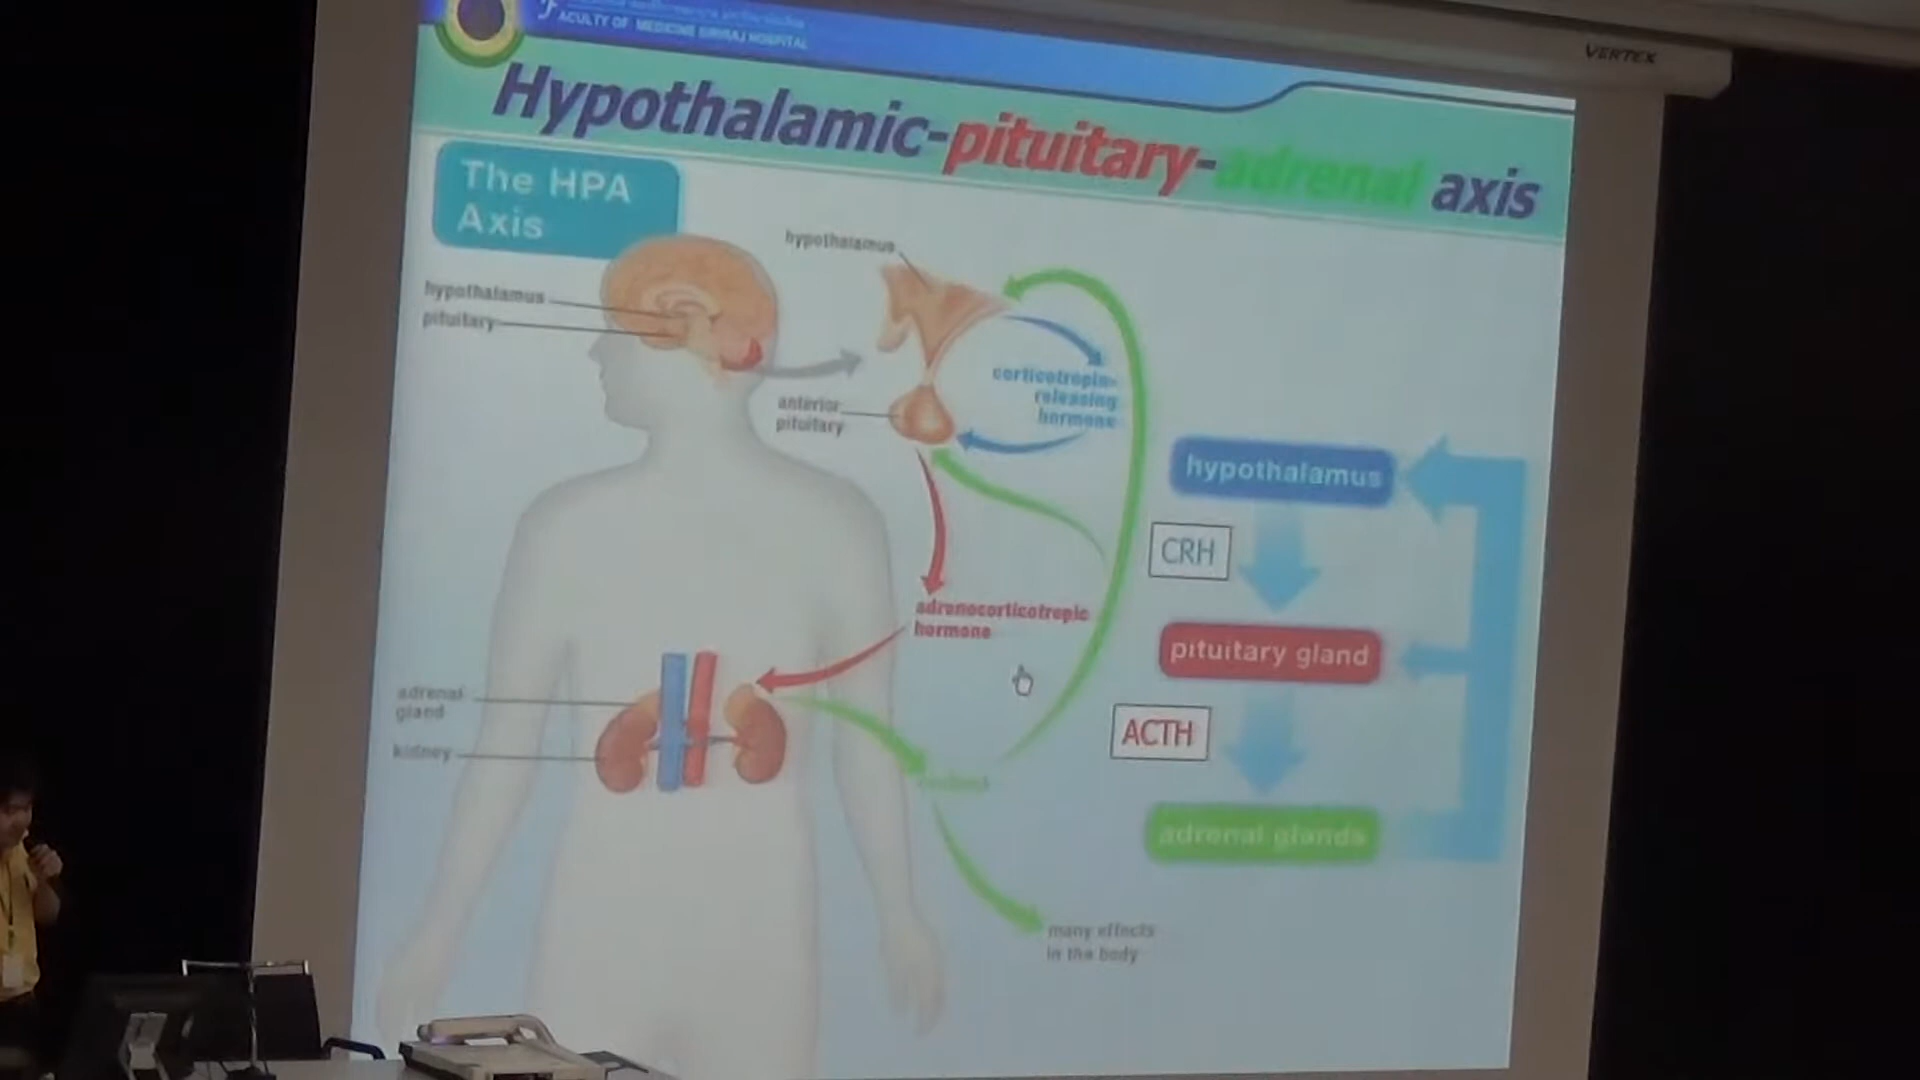 FACULTY OF MEDICINE SIRIRAJ HOSPITAL
VERTEX
Hypothalamic-pituitary-adrenal axis
The HPA
Axis
hypothalamus
pituitary
hypothalamus
anterior
pituitary
corticotropin-
releasing
hormone
adrenocorticotropic
hormone
adrenal
gland
kidney
many effects
in the body
hypothalamus
CRH
pituitary gland
ACTH
adrenal glands